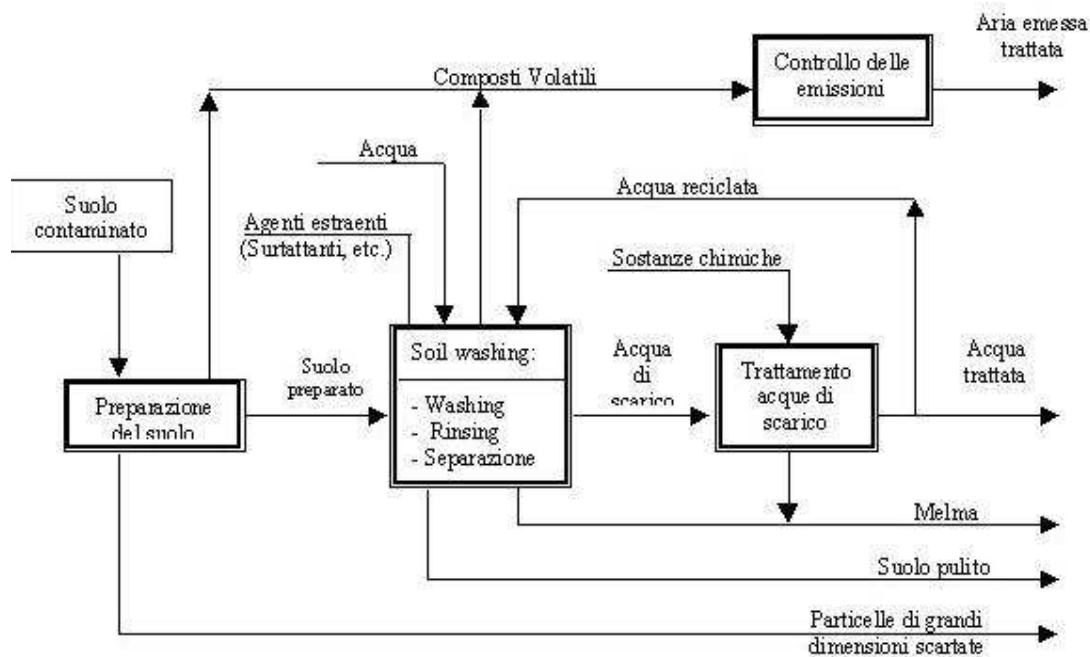 Aria emessa
trattata
Controllo delle
emissioni
Composti Volatili
Acqua
Acqua reciclata
Suolo
contaminato
Agenti estraenti
(Surtattanti, etc.)
Sostanze chimiche
Soil washing:
- Washing
- Rinsing
- Separazione
Suolo
preparato
Acqua
di
scarico
Trattamento
acque di
scarico
Acqua
trattata
Preparazione
del suolo
Melma
Suolo pulito
Particelle di grandi
dimensioni scartate